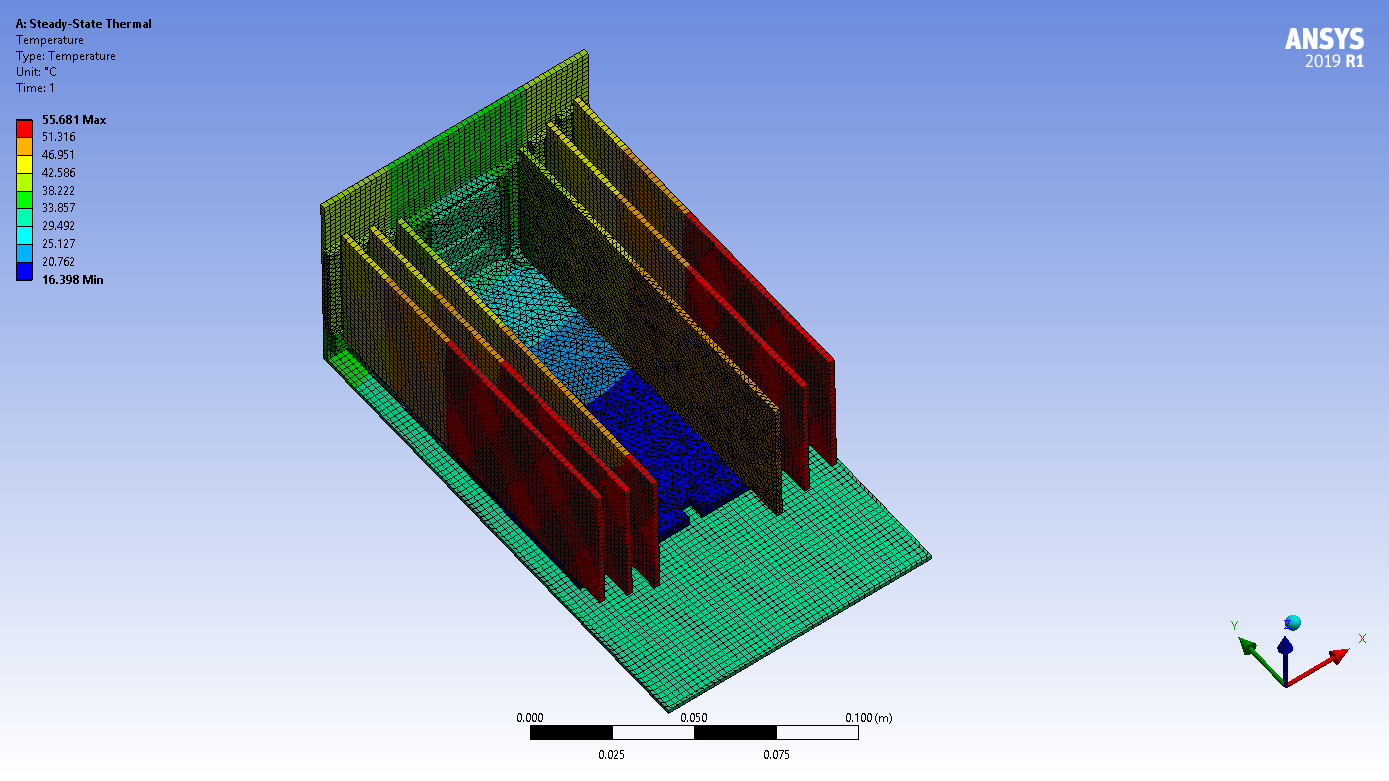 A: Steady-State Thermal
Temperature
Type: Temperature
Unit: °C
Time: 1
55.681 Max
51.316
46.951
42.586
38.222
33.857
29.492
25.127
20.762
16.398 Min
ANSYS
2019 R1
0.000 0.050 0.100 (m)
0.025 0.075
Y
Z
X